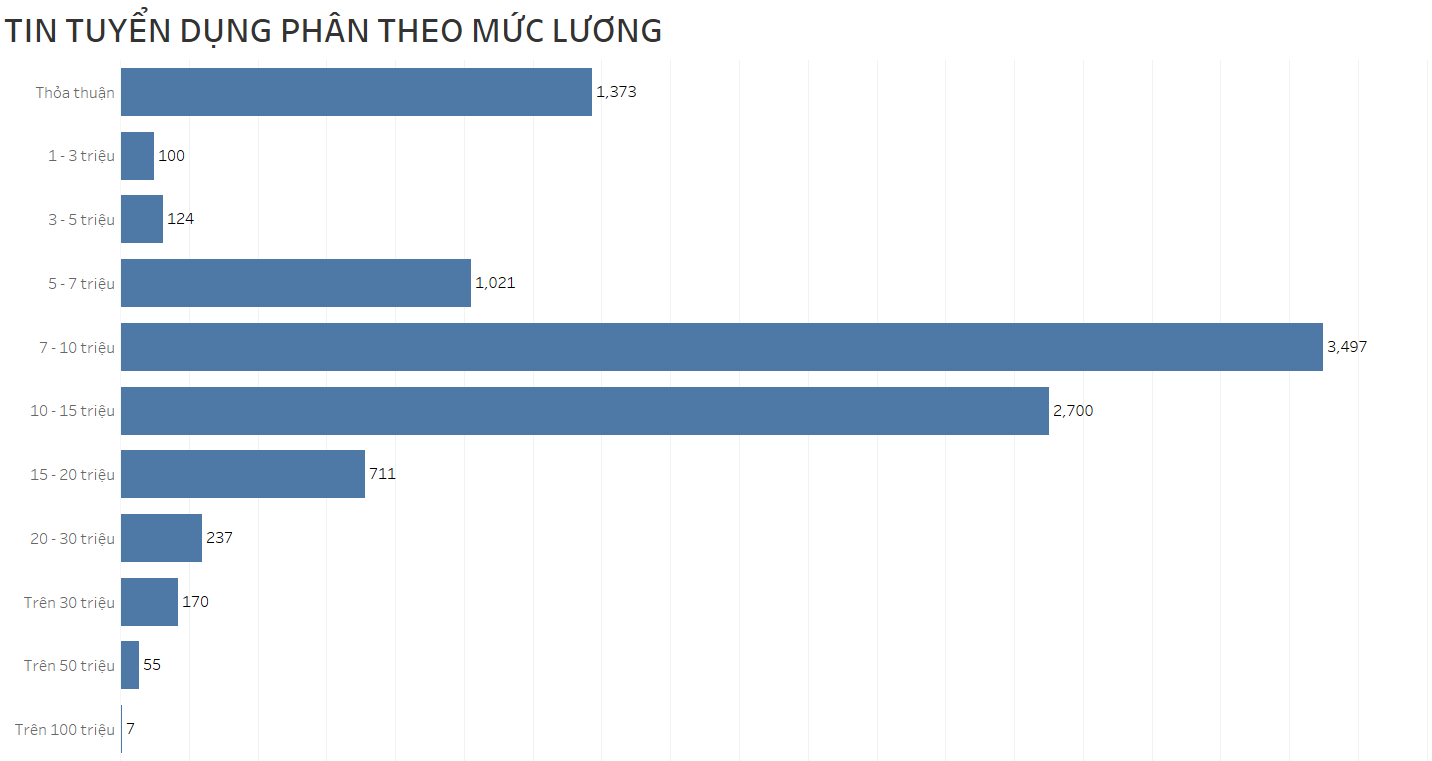 TIN TUYỂN DỤNG PHÂN THEO MỨC LƯƠNG
Thỏa thuận 1,373
1 - 3 triệu 100
3 - 5 triệu 124
5 - 7 triệu 1,021
7 - 10 triệu 3,497
10 - 15 triệu 2,700
15 - 20 triệu 711
20 - 30 triệu 237
Trên 30 triệu 170
Trên 50 triệu 55
Trên 100 triệu 7